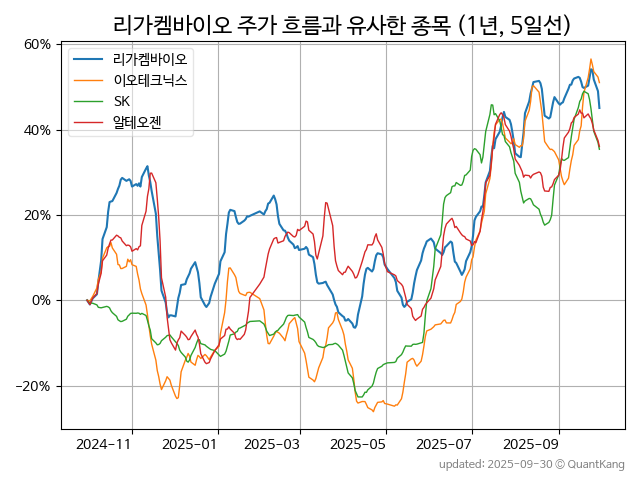 리가켐바이오 주가 흐름과 유사한 종목 (1년, 5일선)
60%
40%
20%
0%
−20%
리가켐바이오
이오테크닉스
SK
알테오젠
2024−11
2025−01
2025−03
2025−05
2025−07
2025−09
updated: 2025-09-30 © QuantKang